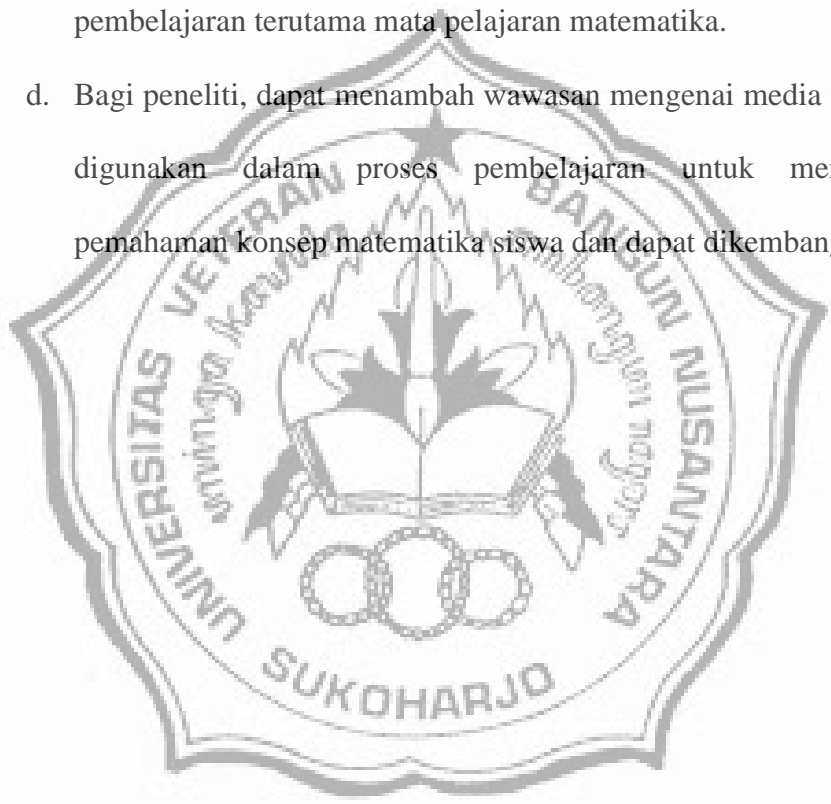 pembelajaran terutama mata pelajaran matematika.
d. Bagi peneliti, dapat menambah wawasan mengenai media
digunakan dalam proses pembelajaran untuk
pemahaman konsep matematika siswa dan dapat
UNIVERSITAS VETERAN BANGUN NUSANTARA
SUKOHARJO